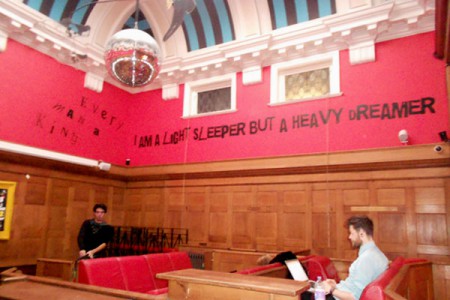 Every
man a
KING
I AM A LIGHT SLEEPER BUT A HEAVY DREAMER